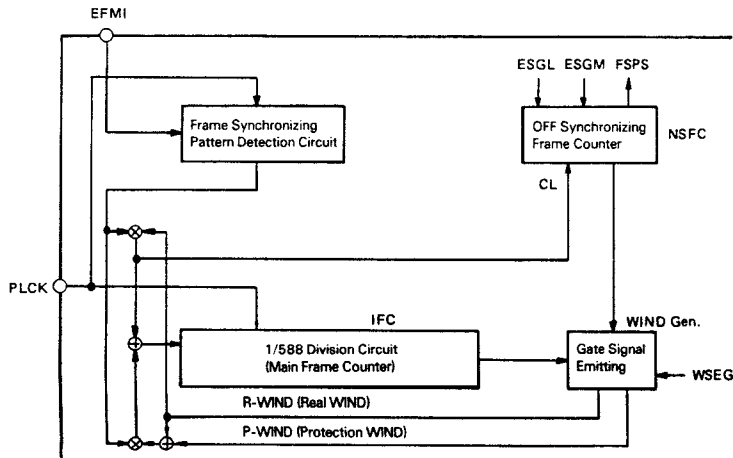 EFMI
ESGL ESGM FSPS
Frame Synchronizing
Pattern Detection Circuit
OFF Synchronizing
Frame Counter
NSFC
CL
PLCK
IFC
WIND Gen.
1/588 Division Circuit
(Main Frame Counter)
Gate Signal
Emitting
WSEG
R-WIND (Real WIND)
P-WIND (Protection WIND)